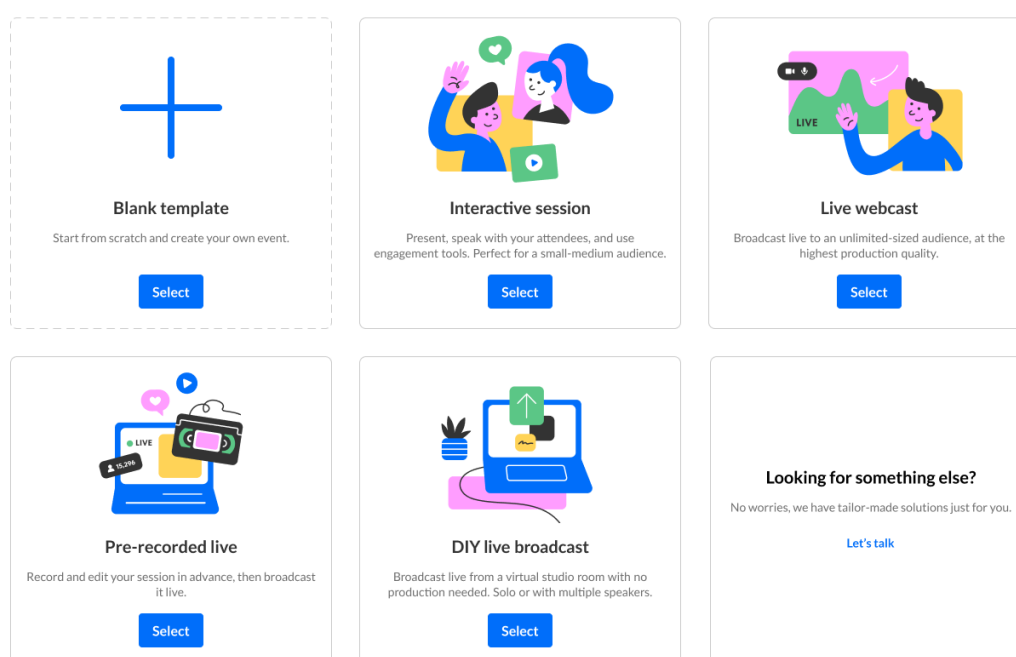 Blank template
Start from scratch and create your own event.
Select
Interactive session
Present, speak with your attendees, and use
engagement tools. Perfect for a small-medium audience.
Select
LIVE
Live webcast
Broadcast live to an unlimited-sized audience, at the
highest production quality.
Select
LIVE
15,296
Pre-recorded live
Record and edit your session in advance, then broadcast
it live.
Select
DIY live broadcast
Broadcast live from a virtual studio room with no
production needed. Solo or with multiple speakers.
Select
Looking for something else?
No worries, we have tailor-made solutions just for you.
Let's talk